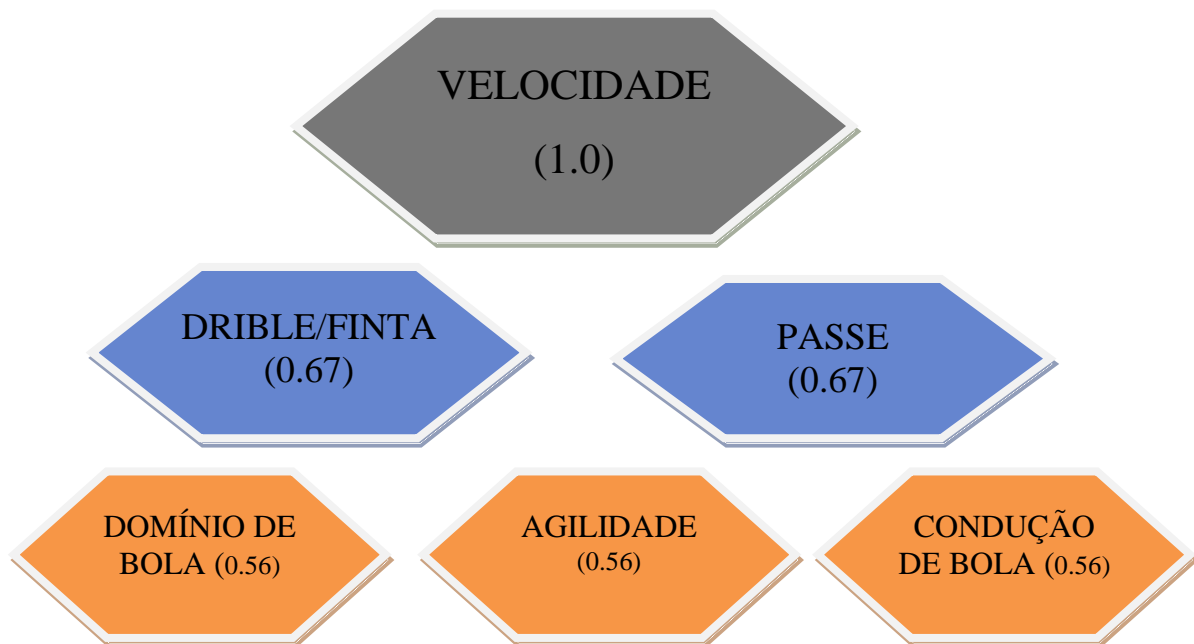 VELOCIDADE
(1.0)
DRIBLE/FINTA
(0.67)
PASSE
(0.67)
DOMÍNIO DE
BOLA (0.56)
AGILIDADE
(0.56)
CONDUÇÃO
DE BOLA (0.56)